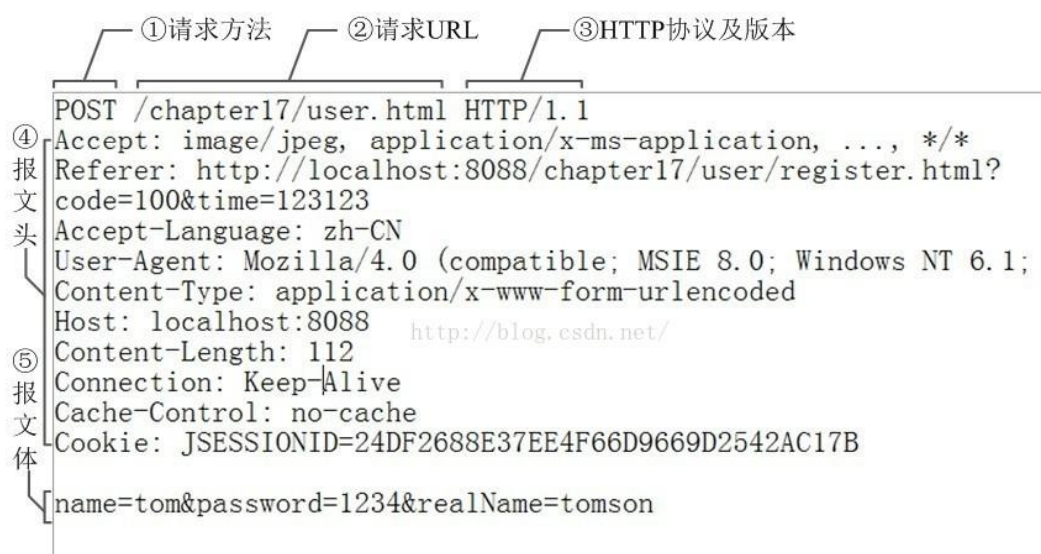 ①请求方法 ②请求URL ③HTTP协议及版本
POST /chapter17/user.html HTTP/1.1
④报文头
Accept: image/jpeg, application/x-ms-application, ..., */*
Referer: http://localhost:8088/chapter17/user/register.html?
code=100&time=123123
Accept-Language: zh-CN
User-Agent: Mozilla/4.0 (compatible; MSIE 8.0; Windows NT 6.1;
Content-Type: application/x-www-form-urlencoded
Host: localhost:8088
http://blog.csdn.net/
Content-Length: 112
Connection: Keep-Alive
Cache-Control: no-cache
Cookie: JSESSIONID=24DF2688E37EE4F66D9669D2542AC17B
⑤报文体
name=tom&password=1234&realName=tomson